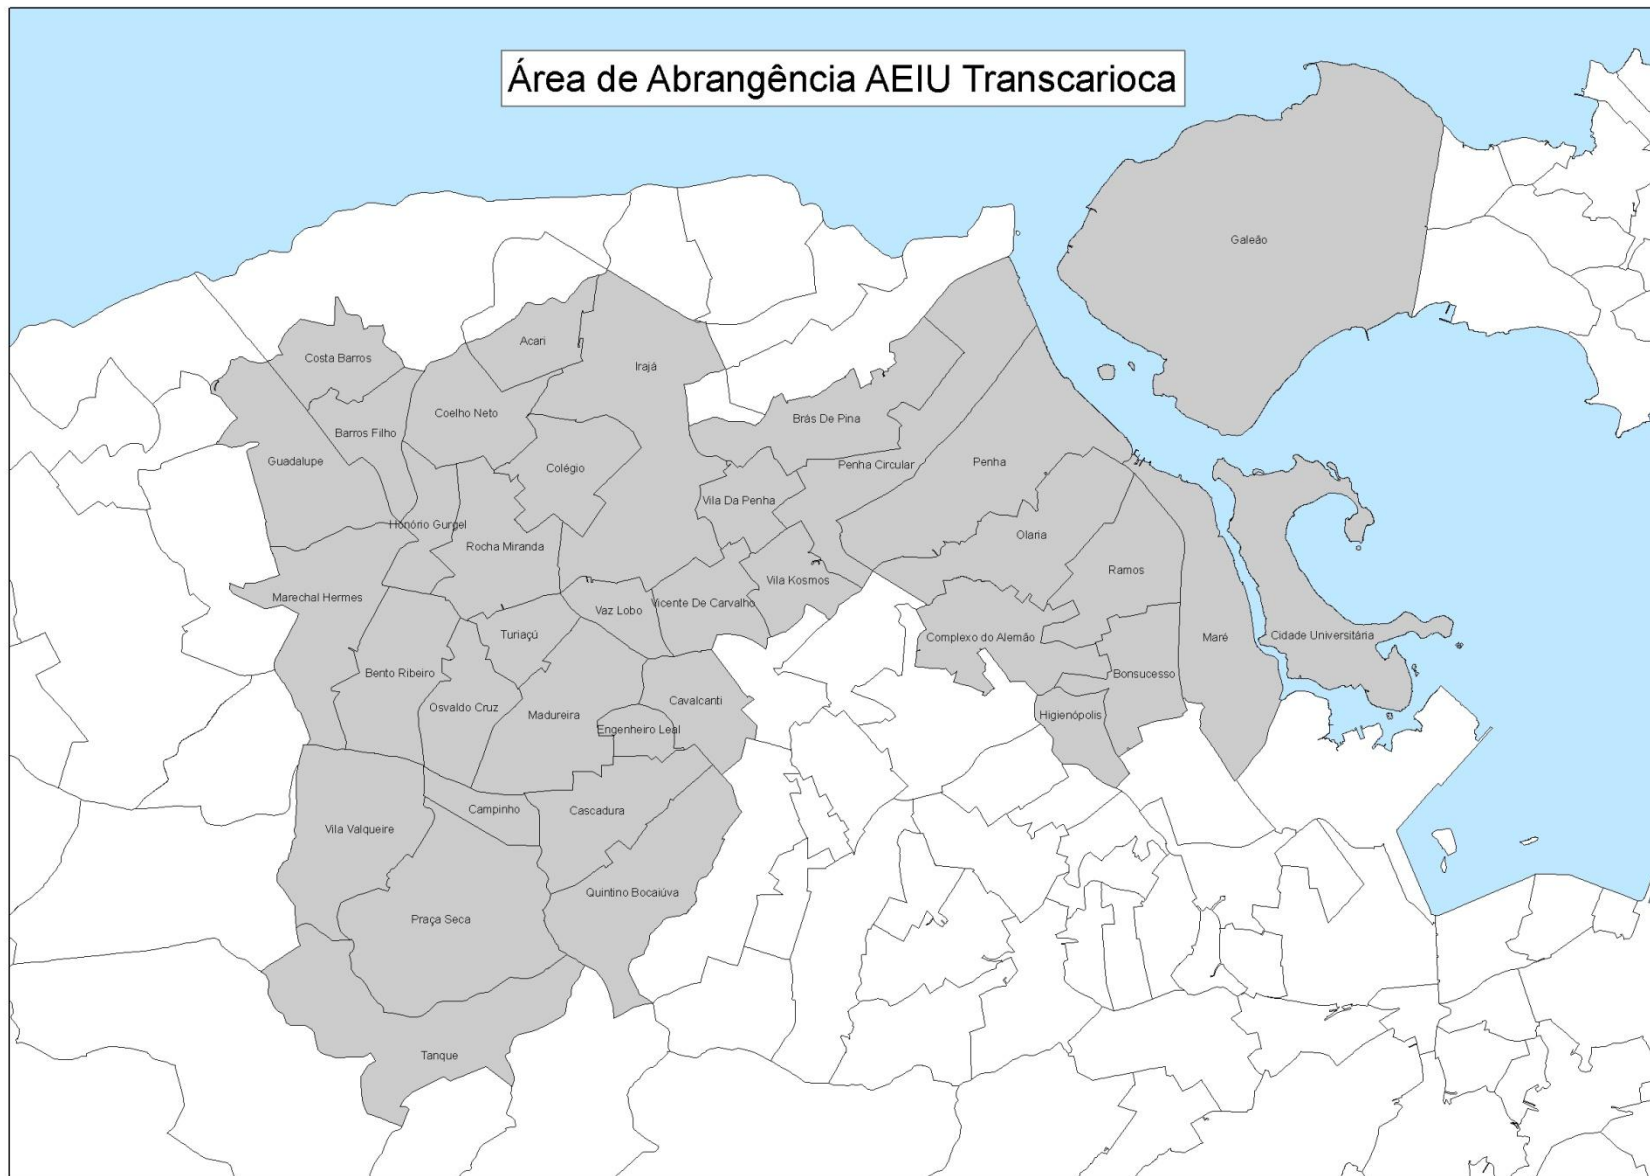 Área de Abrangência AEIU Transcarioca
Galeão
Acari
Costa Barros
Irajá
Coelho Neto
Brás De Pina
Barros Filho
Guadalupe
Colégio
Penha Circular
Penha
Vila Da Penha
Honório Gurgel
Olaria
Rocha Miranda
Ramos
Vila Kosmos
Marechal Hermes
Vicente De Carvalho
Vaz Lobo
Turiaçú
Complexo do Alemão
Maré
Cidade Universitária
Bento Ribeiro
Bonsucesso
Cavalcanti
Osvaldo Cruz
Madureira
Higienópolis
Engenheiro Leal
Campinho
Cascadura
Vila Valqueire
Quintino Bocaiúva
Praça Seca
Tanque